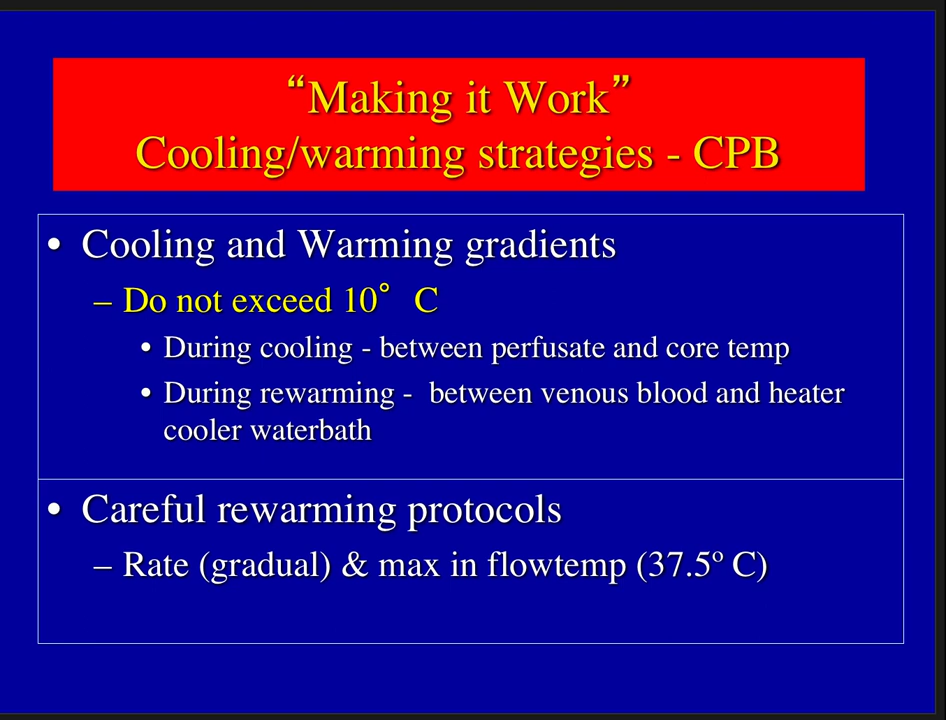 “Making it Work”
Cooling/warming strategies - CPB
• Cooling and Warming gradients
– Do not exceed 10° C
• During cooling - between perfusate and core temp
• During rewarming - between venous blood and heater
cooler waterbath
• Careful rewarming protocols
– Rate (gradual) & max in flowtemp (37.5º C)